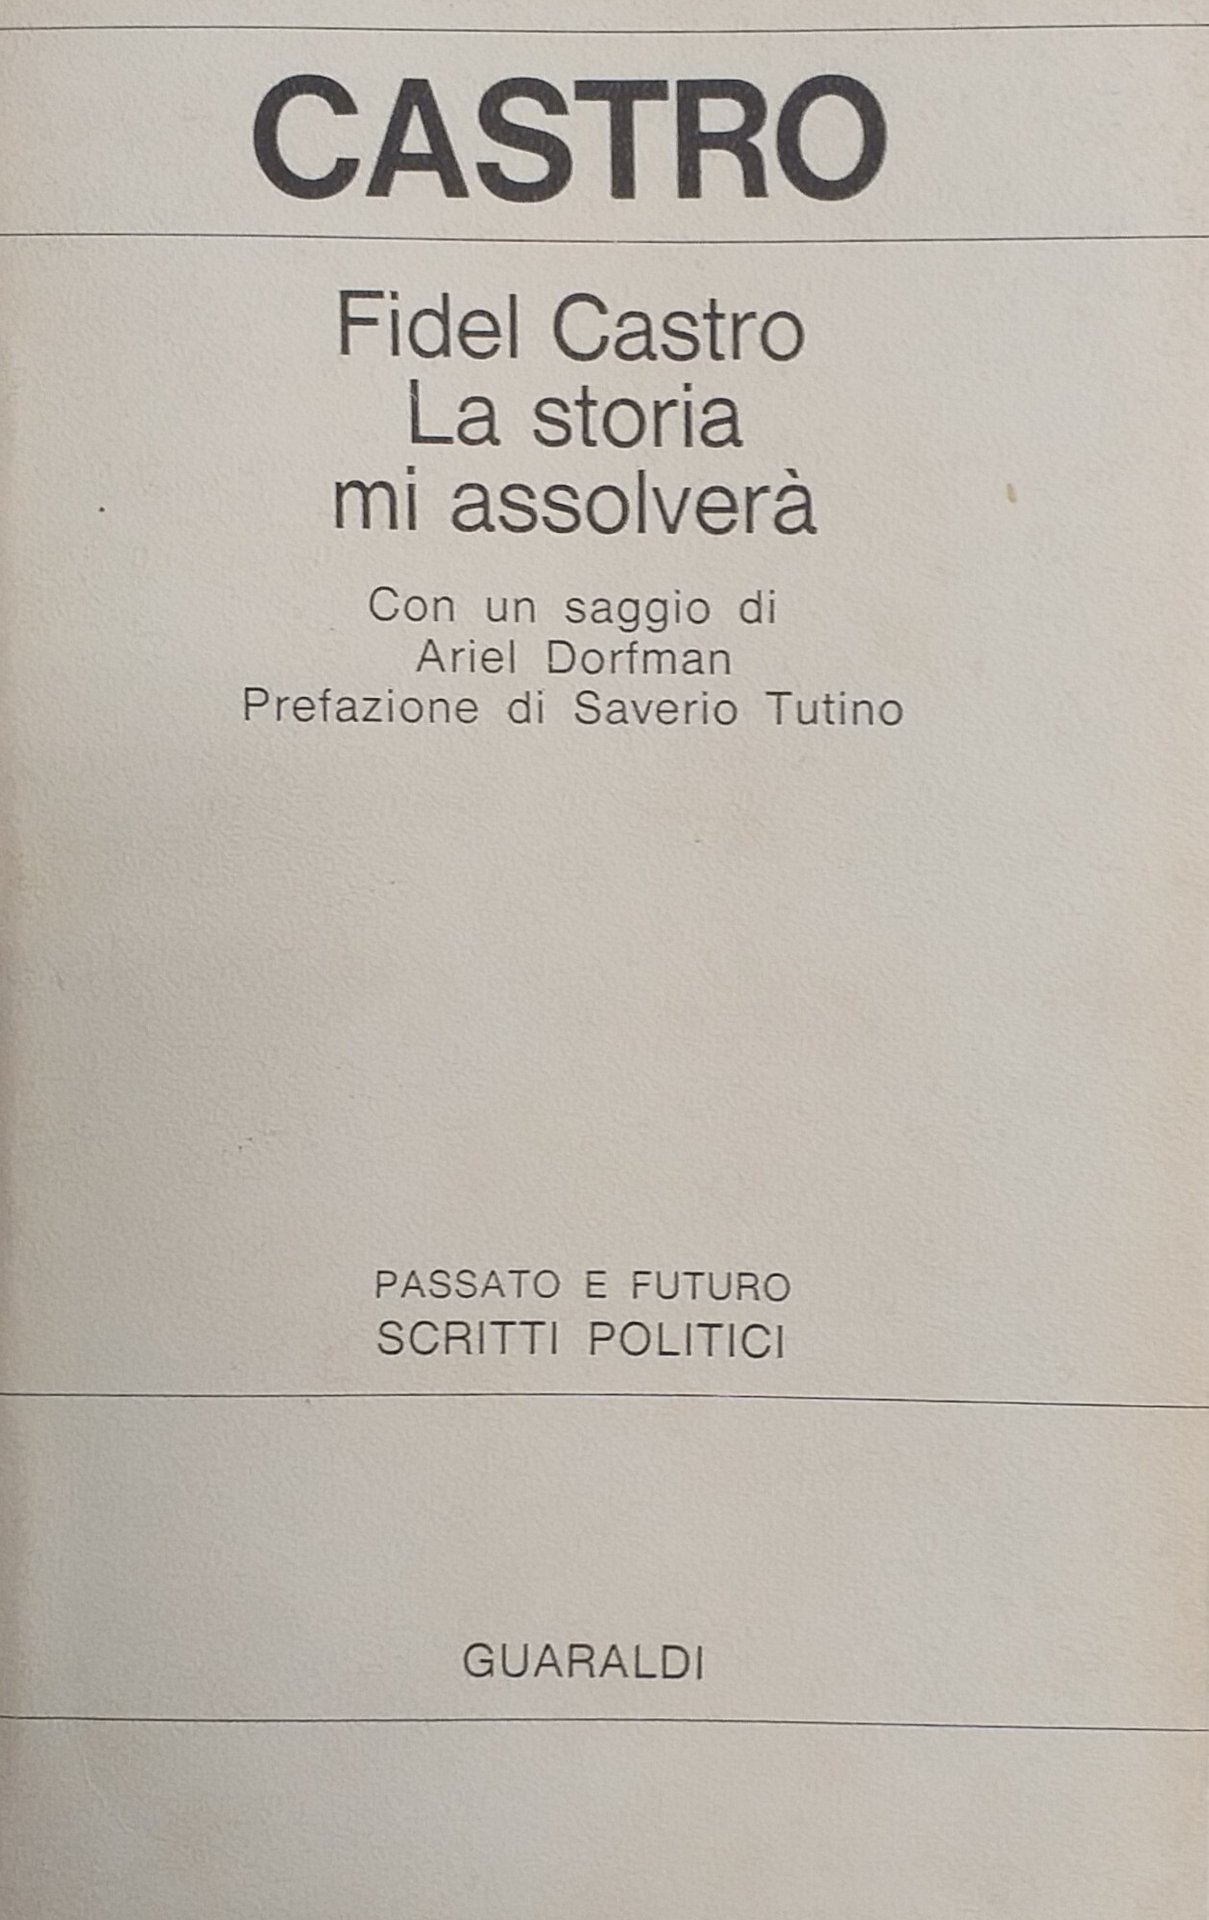 CASTRO
Fidel Castro
La storia
mi assolverà
Con un saggio di
Ariel Dorfman
Prefazione di Saverio Tutino
PASSATO E FUTURO
SCRITTI POLITICI
GUARALDI